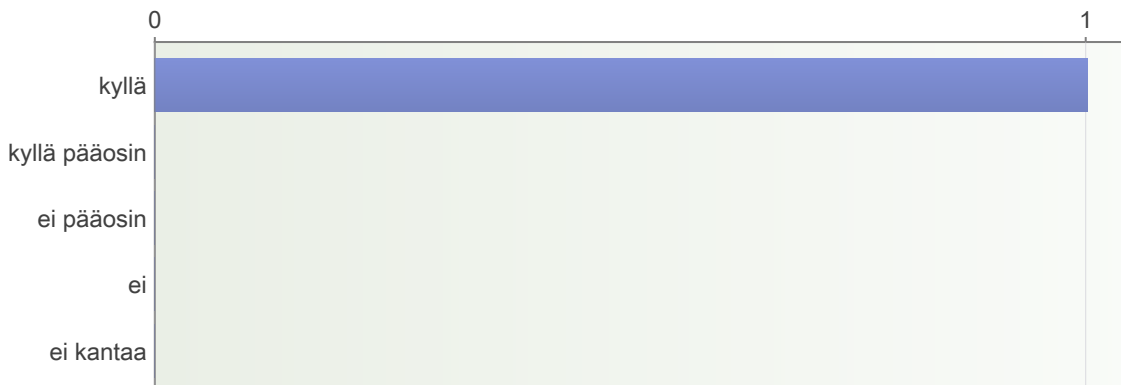 0 1
kyllä
kyllä pääosin
ei pääosin
ei
ei kantaa